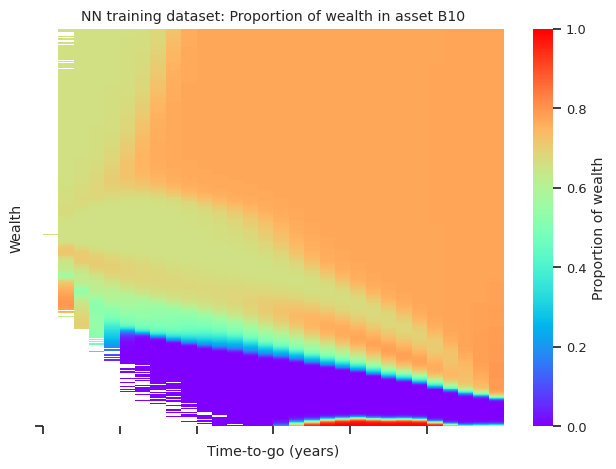 NN training dataset: Proportion of wealth in asset B10
Wealth
Time-to-go (years)
1.0
0.8
0.6
0.4
0.2
0.0
Proportion of wealth